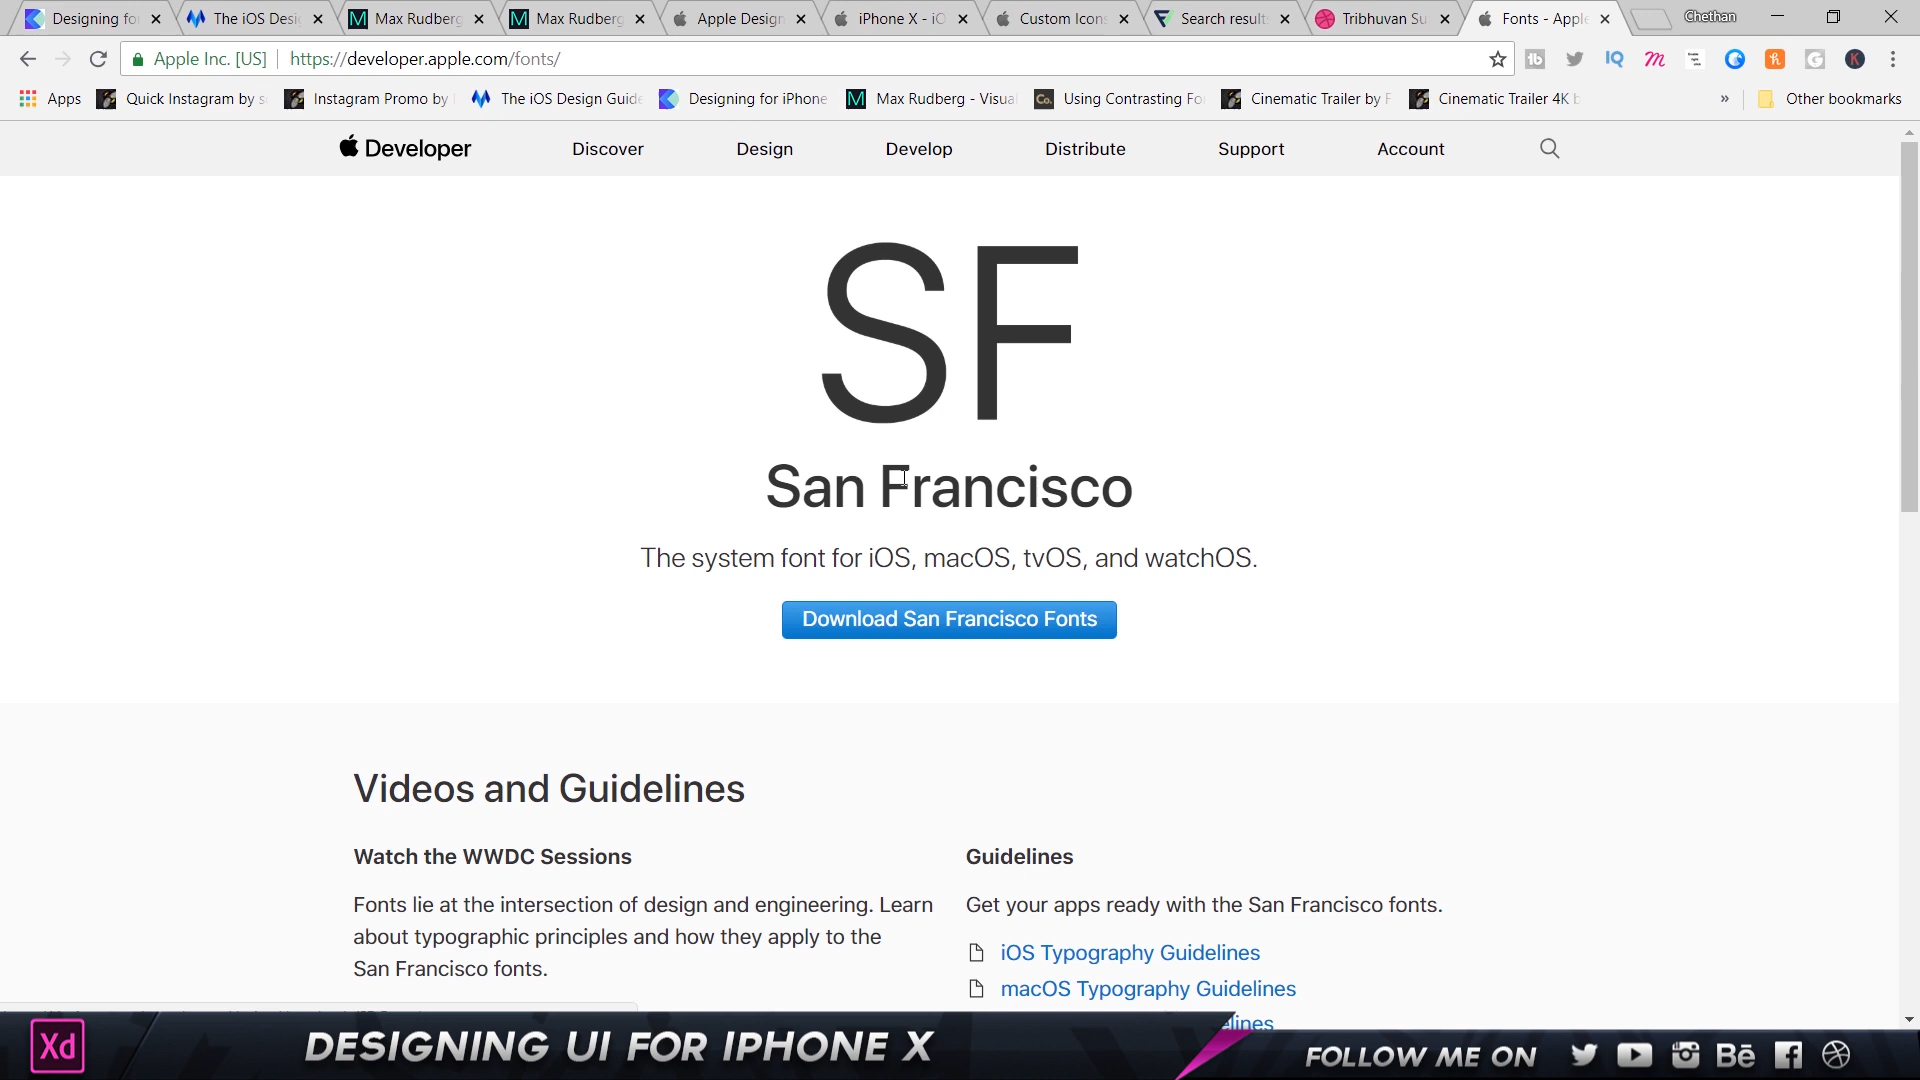 Designing fo
The iOS Desi
Max Rudberg
Max Rudberg
Apple Design
iPhone X - iO
Custom Icons
Search result
Tribhuvan Su
Fonts - Apple
Chethan
Apple Inc. [US]
https://developer.apple.com/fonts/
Apps
Quick Instagram by s
Instagram Promo by
The iOS Design Guide
Designing for iPhone
Max Rudberg - Visual
Using Contrasting Fo
Cinematic Trailer by F
Cinematic Trailer 4K b
»
Other bookmarks
Developer
Discover
Design
Develop
Distribute
Support
Account
SF
San Francisco
The system font for iOS, macOS, tvOS, and watchOS.
Download San Francisco Fonts
Videos and Guidelines
Watch the WWDC Sessions
Fonts lie at the intersection of design and engineering. Learn
about typographic principles and how they apply to the
San Francisco fonts.
Guidelines
Get your apps ready with the San Francisco fonts.
iOS Typography Guidelines
macOS Typography Guidelines
elines
Xd
DESIGNING UI FOR IPHONE X
FOLLOW ME ON
Bē